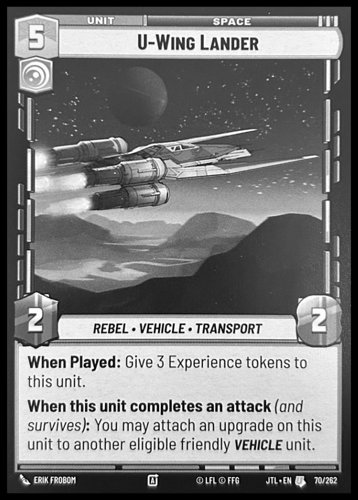 UNIT SPACE
5 U-Wing Lander
2 REBEL • VEHICLE • TRANSPORT 2
When Played: Give 3 Experience tokens to
this unit.
When this unit completes an attack (and
survives): You may attach an upgrade on this
unit to another eligible friendly VEHICLE unit.
ERIK FROBOM A © LFL © FFG JTL • EN 70/262